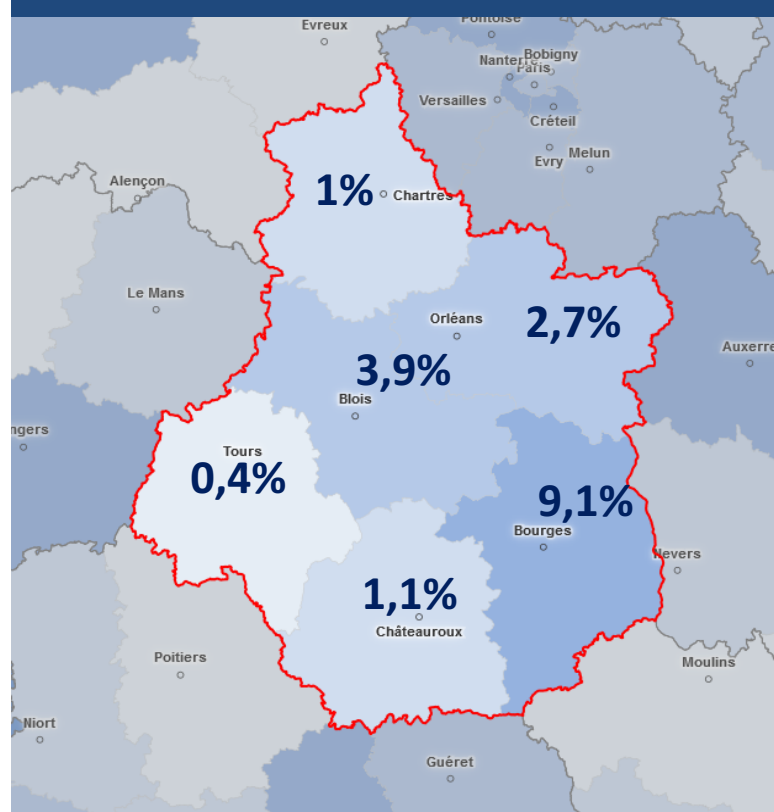 Evreux
Pontoise
Bobigny
Nanterre
Paris
Versailles
Créteil
Evry
Melun
Alençon
1%
Chartres
Le Mans
Orléans
2,7%
Auxerre
3,9%
Blois
ngers
Tours
0,4%
9,1%
Bourges
Nevers
1,1%
Châteauroux
Poitiers
Moulins
Niort
Guéret